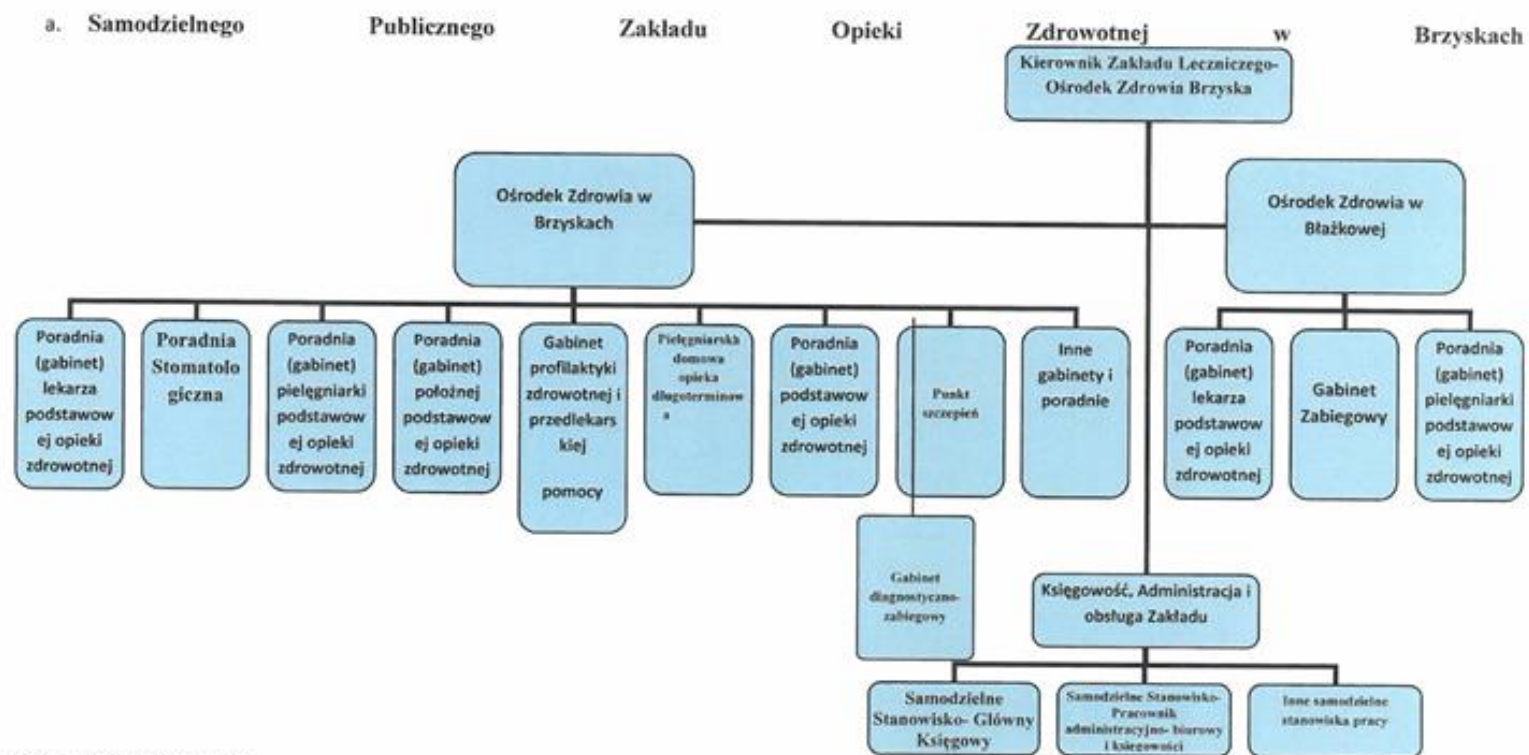 a. Samodzielnego Publicznego Zakładu Opieki Zdrowotnej w Brzyskach
Kierownik Zakładu Leczniczego-
Ośrodek Zdrowia Brzyska
Ośrodek Zdrowia w
Brzyskach
Ośrodek Zdrowia w
Błażkowej
Poradnia
(gabinet)
lekarza
podstawow
ej opieki
zdrowotnej
Poradnia
Stomatolo
giczna
Poradnia
(gabinet)
pielęgniarki
podstawow
ej opieki
zdrowotnej
Poradnia
(gabinet)
położnej
podstawow
ej opieki
zdrowotnej
Gabinet
profilaktyki
zdrowotnej i
przedlekars
kiej
pomocy
Pielęgniarska
domowa
opieka
długoterminow
a
Poradnia
(gabinet)
podstawow
ej opieki
zdrowotnej
Punkt
szczepień
Inne
gabinety i
poradnie
Poradnia
(gabinet)
lekarza
podstawow
ej opieki
zdrowotnej
Gabinet
Zabiegowy
Poradnia
(gabinet)
pielęgniarki
podstawow
ej opieki
zdrowotnej
Gabinet
diagnostyczno-
zabiegowy
Księgowość, Administracja i
obsługa Zakładu
Samodzielne
Stanowisko- Główny
Księgowy
Samodzielne Stanowisko-
Pracownik
administracyjno- biurowy
i księgowości
Inne samodzielne
stanowiska pracy